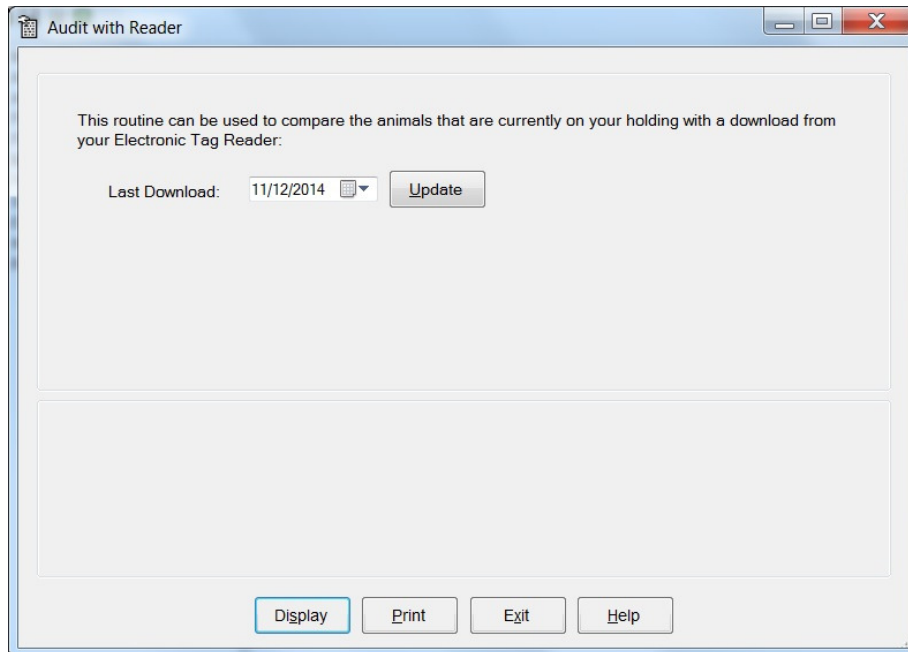 Audit with Reader
This routine can be used to compare the animals that are currently on your holding with a download from
your Electronic Tag Reader:
Last Download: 11/12/2014 Update
Display Print Exit Help